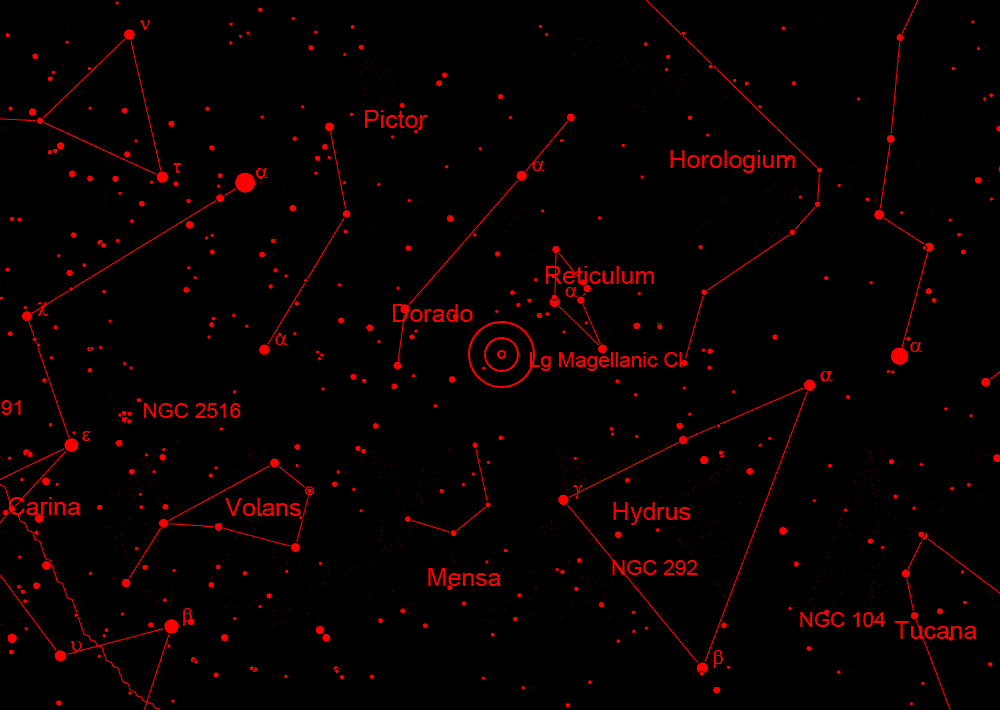 ν
Pictor
Horologium
τ
α
α
Reticulum
α
χ
Dorado
α
α
Lg Magellanic Cl
α
91
NGC 2516
ε
γ
Carina
Volans
Hydrus
NGC 292
Mensa
β
NGC 104
Tucana
υ
β